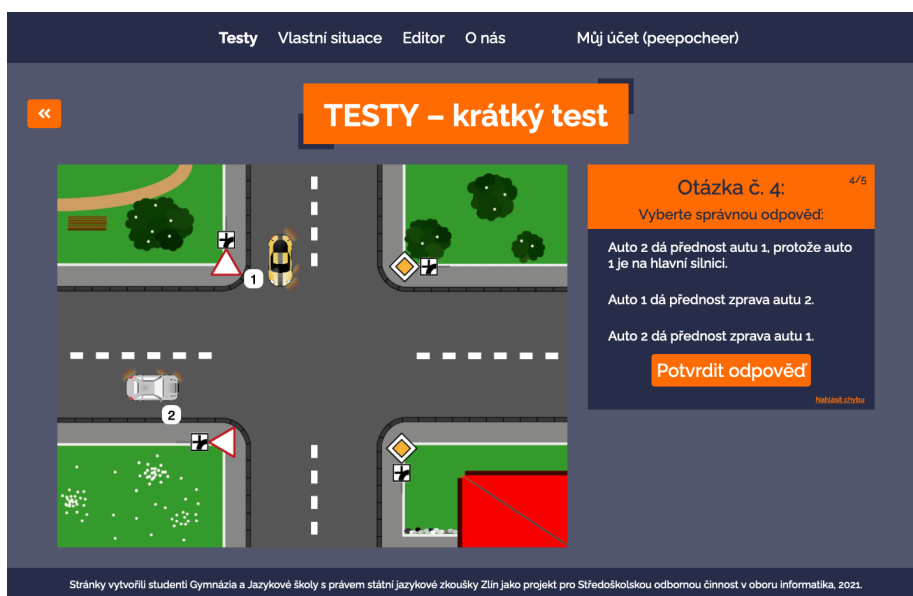 Testy Vlastní situace Editor O nás Můj účet (peepocheer)
«
TESTY – krátký test
Otázka č. 4:
4/5
Vyberte správnou odpověď:
Auto 2 dá přednost autu 1, protože auto
1 je na hlavní silnici.
Auto 1 dá přednost zprava autu 2.
Auto 2 dá přednost zprava autu 1.
Potvrdit odpověď
Nahlásit chybu
1
2
Stránky vytvořili studenti Gymnázia a Jazykové školy s právem státní jazykové zkoušky Zlín jako projekt pro Středoškolskou odbornou činnost v oboru informatika, 2021.